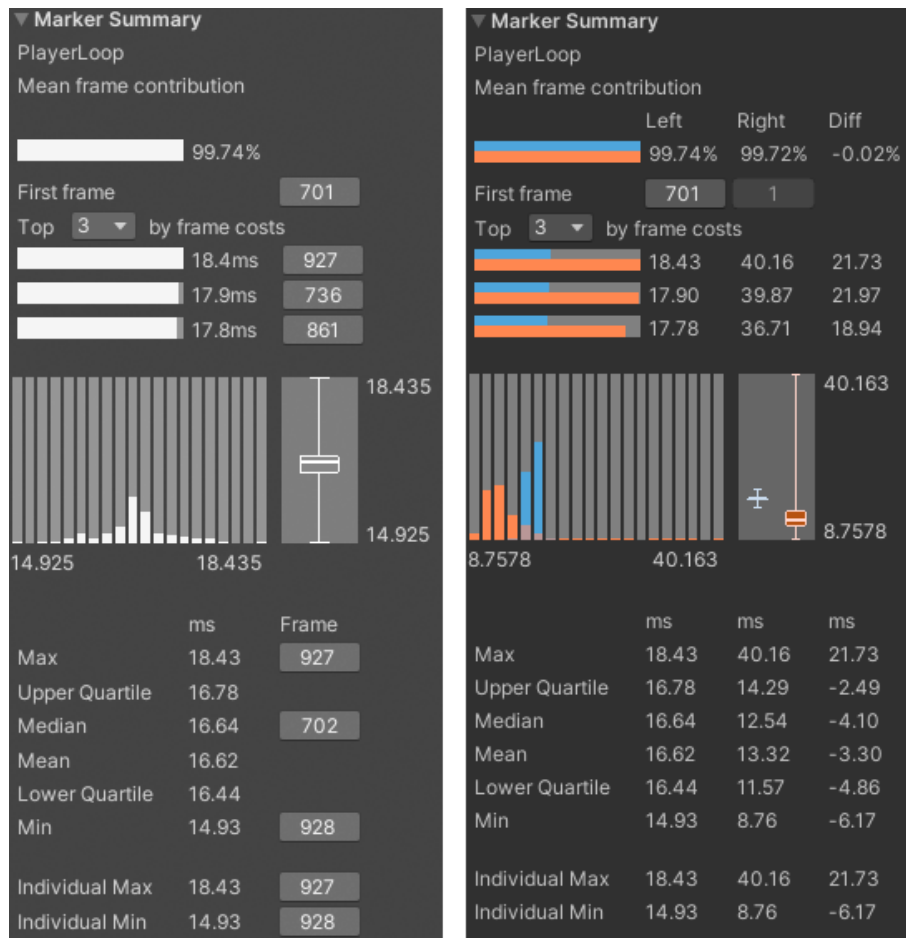 Marker Summary
PlayerLoop
Mean frame contribution
99.74%
First frame 701
Top 3 by frame costs
18.4ms 927
17.9ms 736
17.8ms 861
18.435
14.925
14.925 18.435
ms Frame
Max 18.43 927
Upper Quartile 16.78
Median 16.64 702
Mean 16.62
Lower Quartile 16.44
Min 14.93 928
Individual Max 18.43 927
Individual Min 14.93 928
Marker Summary
PlayerLoop
Mean frame contribution
Left Right Diff
99.74% 99.72% -0.02%
First frame 701 1
Top 3 by frame costs
18.43 40.16 21.73
17.90 39.87 21.97
17.78 36.71 18.94
40.163
8.7578
8.7578 40.163
ms ms ms
Max 18.43 40.16 21.73
Upper Quartile 16.78 14.29 -2.49
Median 16.64 12.54 -4.10
Mean 16.62 13.32 -3.30
Lower Quartile 16.44 11.57 -4.86
Min 14.93 8.76 -6.17
Individual Max 18.43 40.16 21.73
Individual Min 14.93 8.76 -6.17